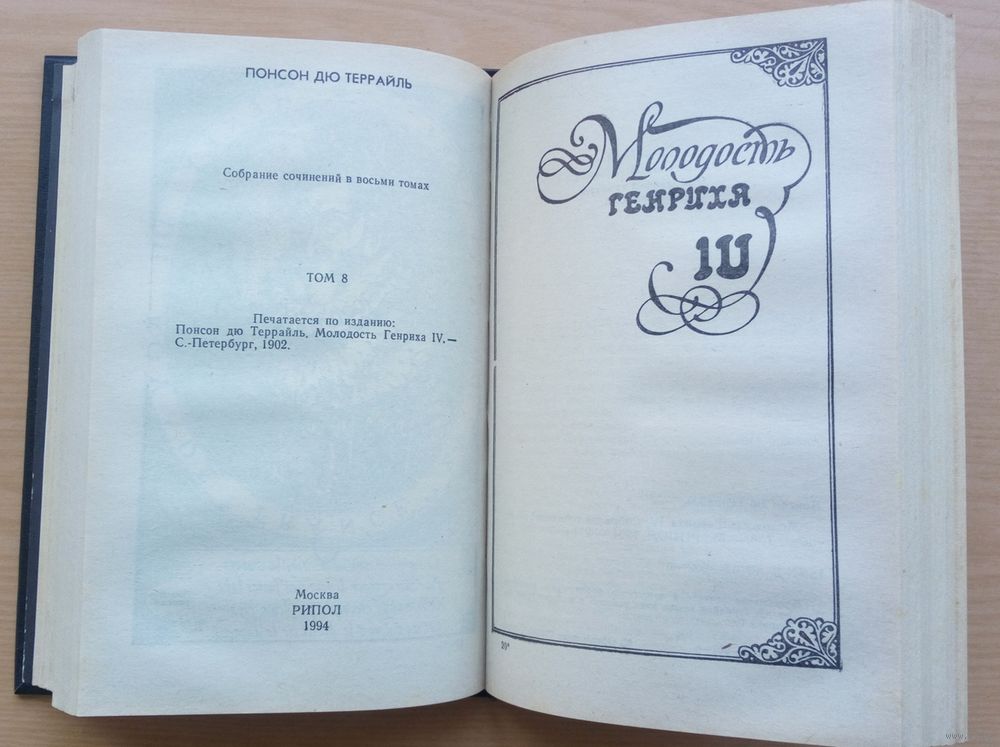 ПОНСОН ДЮ ТЕРРАЙЛЬ
Собрание сочинений в восьми томах
ТОМ 8
Печатается по изданию:
Понсон дю Террайль. Молодость Генриха IV.—
С.-Петербург, 1902.
Москва
РИПОЛ
1994
Молодость
ГЕНРИХА
IV
20*
www.